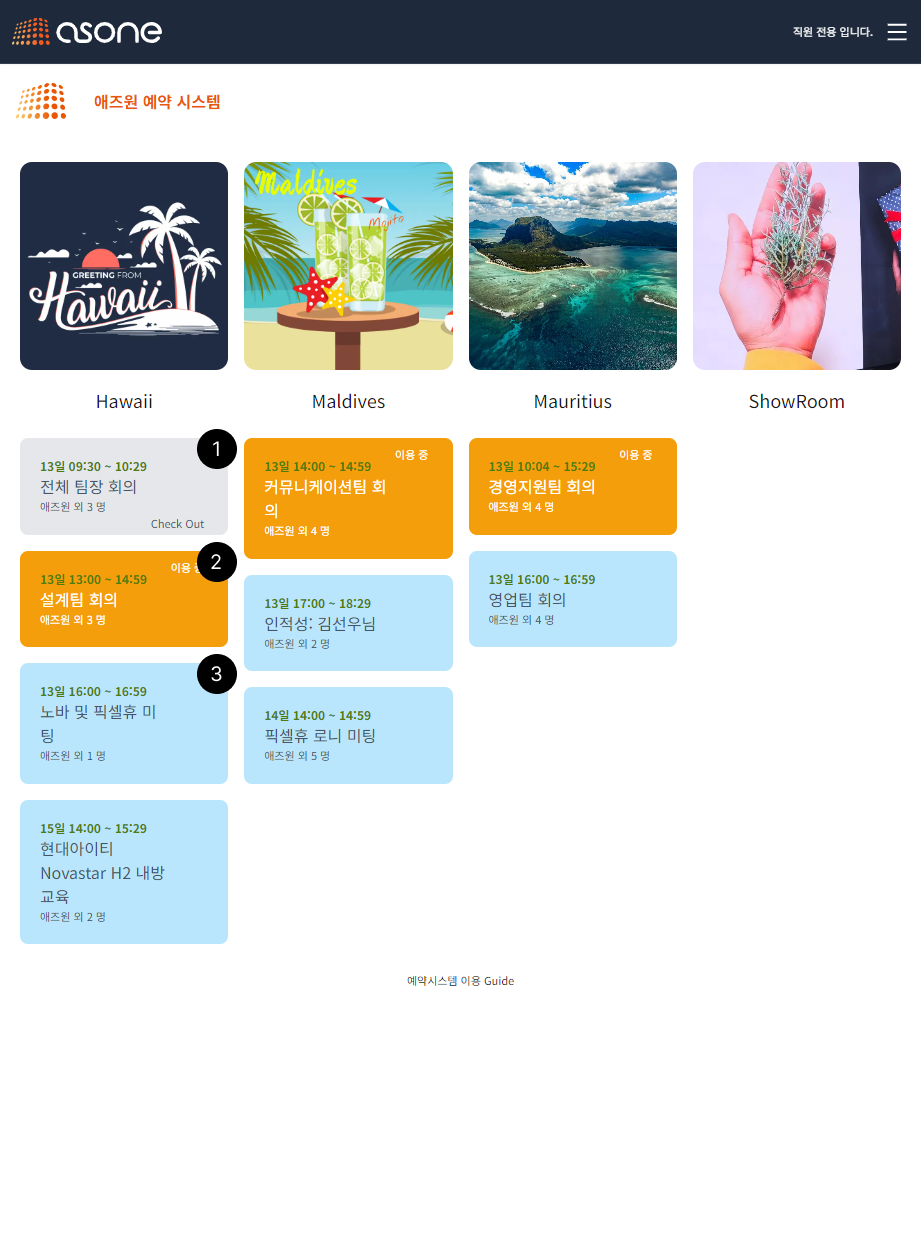 asone
직원 전용 입니다.
애즈원 예약 시스템
GREETING FROM
Hawaii
Maldives
Mojito
Hawaii
Maldives
Mauritius
ShowRoom
1
13일 09:30 ~ 10:29
전체 팀장 회의
애즈원 외 3 명
Check Out
2
이용 중
13일 13:00 ~ 14:59
설계팀 회의
애즈원 외 3 명
3
13일 16:00 ~ 16:59
노바 및 픽셀휴 미
팅
애즈원 외 1 명
15일 14:00 ~ 15:29
현대아이티
Novastar H2 내방
교육
애즈원 외 2 명
이용 중
13일 14:00 ~ 14:59
커뮤니케이션팀 회
의
애즈원 외 4 명
13일 17:00 ~ 18:29
인적성: 김선우님
애즈원 외 2 명
14일 14:00 ~ 14:59
픽셀휴 로니 미팅
애즈원 외 5 명
이용 중
13일 10:04 ~ 15:29
경영지원팀 회의
애즈원 외 4 명
13일 16:00 ~ 16:59
영업팀 회의
애즈원 외 4 명
예약시스템 이용 Guide